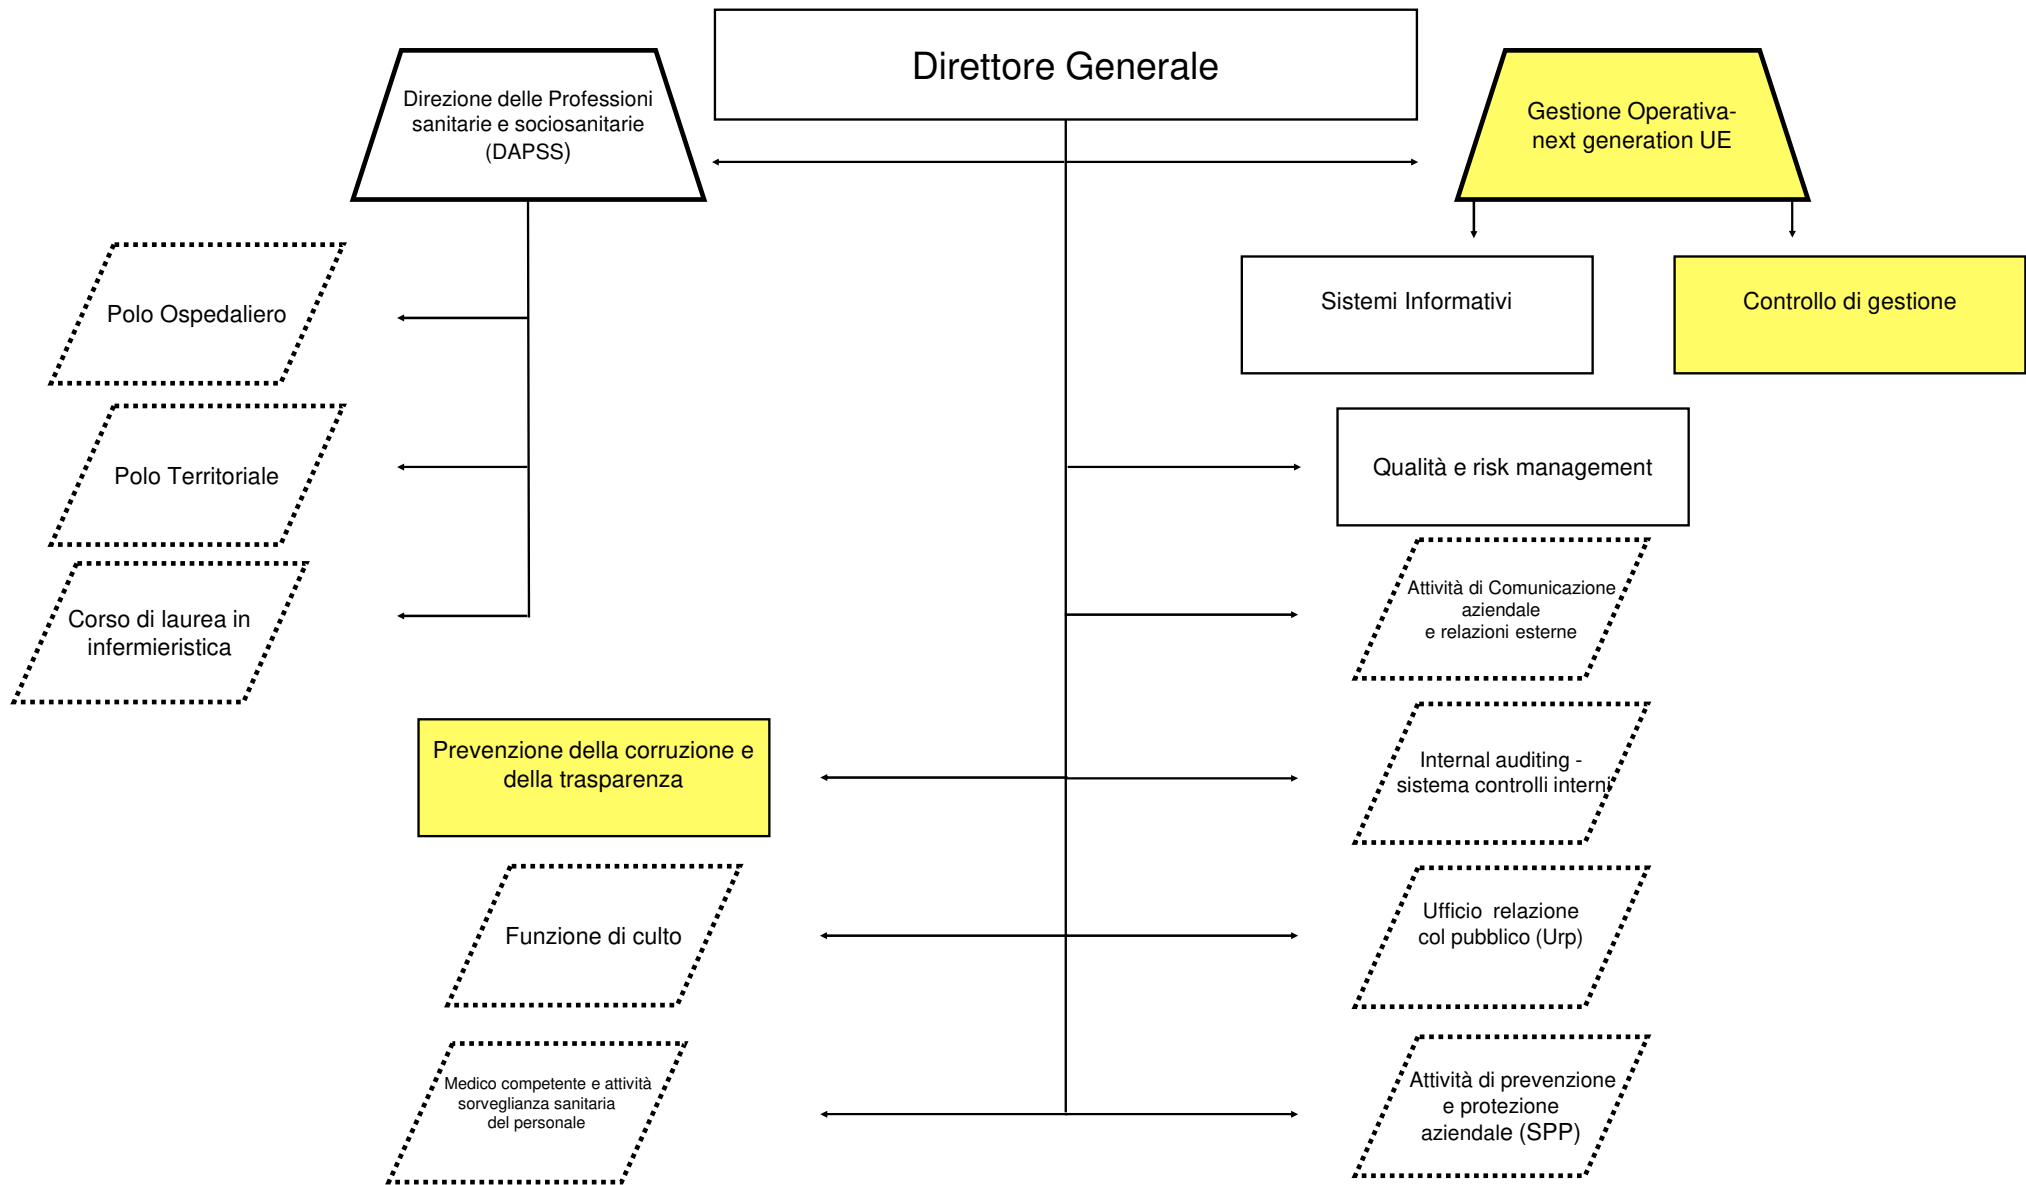 Direttore Generale
Direzione delle Professioni
sanitarie e sociosanitarie
(DAPSS)
Gestione Operativa-
next generation UE
Polo Ospedaliero
Sistemi Informativi
Controllo di gestione
Polo Territoriale
Qualità e risk management
Corso di laurea in
infermieristica
Attività di Comunicazione
aziendale
e relazioni esterne
Prevenzione della corruzione e
della trasparenza
Internal auditing -
sistema controlli interni
Funzione di culto
Ufficio  relazione
col pubblico (Urp)
Medico competente e attività
sorveglianza sanitaria
del personale
Attività di prevenzione
e protezione
aziendale (SPP)